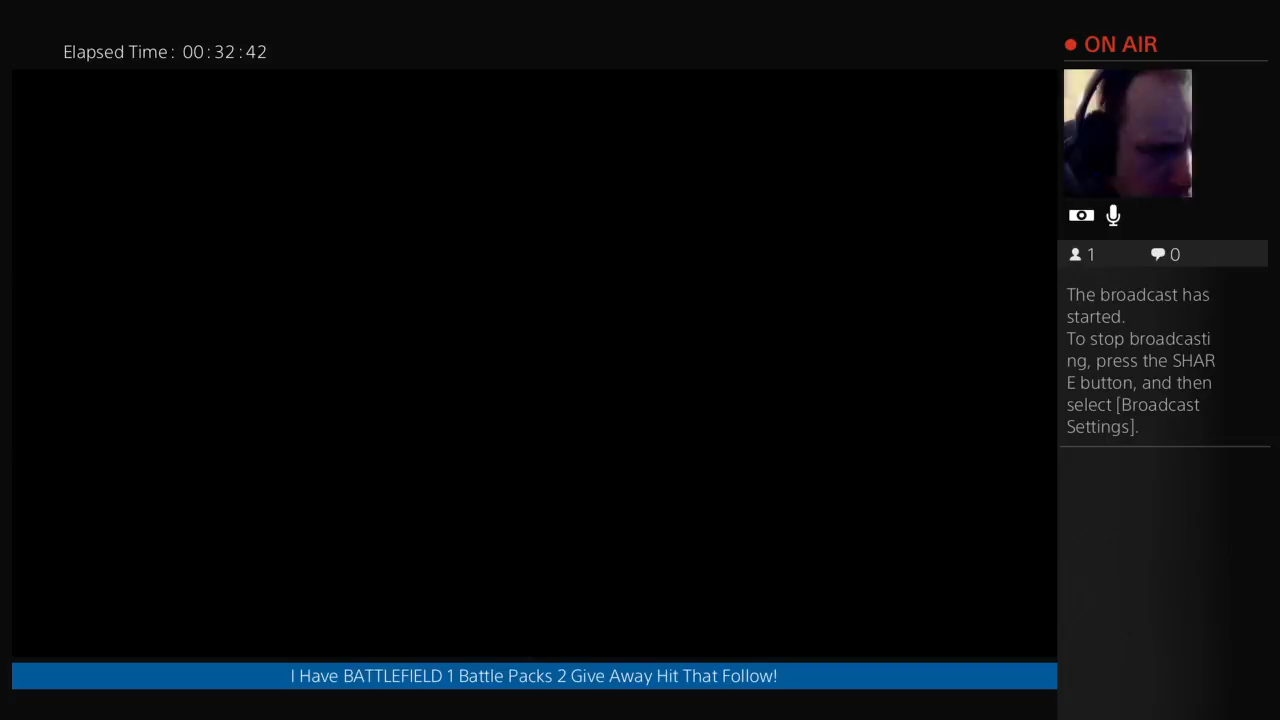 Elapsed Time: 00:32:42
ON AIR
1
0
The broadcast has
started.
To stop broadcasti
ng, press the SHAR
E button, and then
select [Broadcast
Settings].
I Have BATTLEFIELD 1 Battle Packs 2 Give Away Hit That Follow!